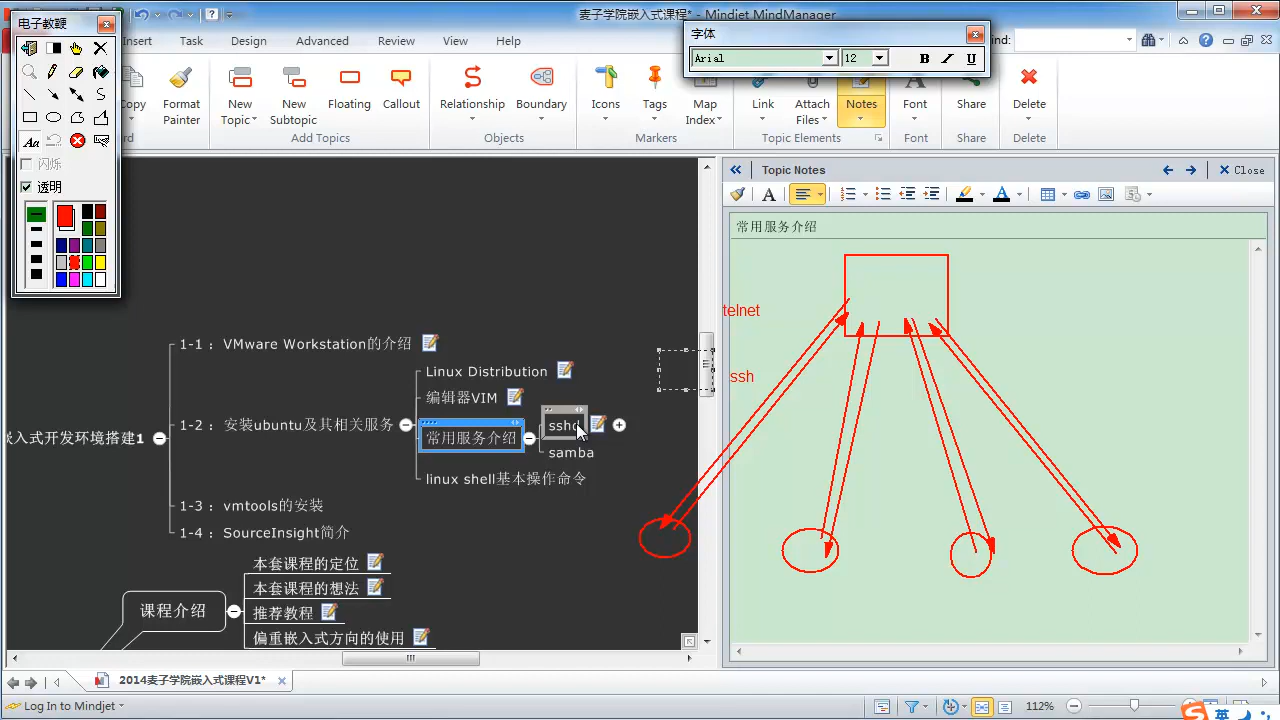 麦子学院嵌入式课程* - Mindjet MindManager
电子教鞭
字体
Insert Task Design Advanced Review View Help
Arial 12 B I U
Aa
闪烁
透明
Copy
Format Painter
New Topic
New Subtopic
Floating
Callout
Relationship
Boundary
Icons
Tags
Map Index
Link
Attach Files
Notes
Font
Share
Delete
Add Topics
Objects
Markers
Topic Elements
Font
Share
Delete
Topic Notes
Close
常用服务介绍
telnet
ssh
嵌入式开发环境搭建1
1-1： VMware Workstation的介绍
1-2： 安装ubuntu及其相关服务
Linux Distribution
编辑器VIM
常用服务介绍
sshd
samba
linux shell基本操作命令
1-3： vmtools的安装
1-4： SourceInsight简介
课程介绍
本套课程的定位
本套课程的想法
推荐教程
偏重嵌入式方向的使用
2014麦子学院嵌入式课程V1*
Log In to Mindjet
112%
英